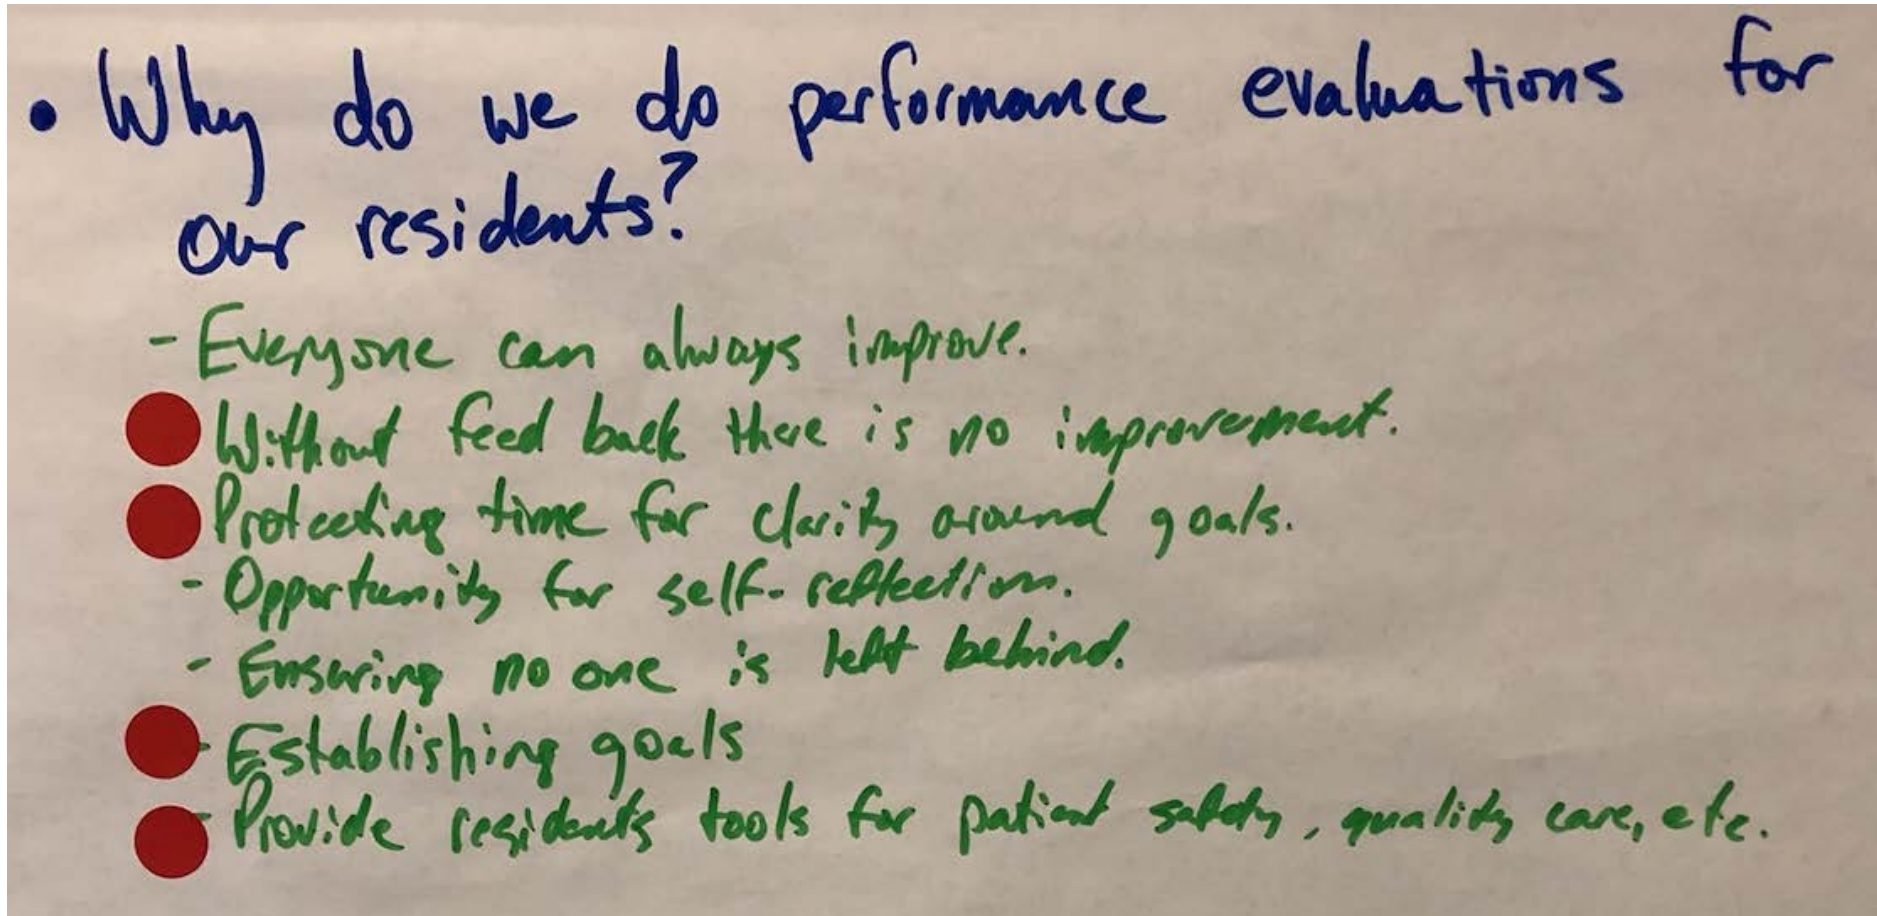 • Why do we do performance evaluations for
our residents?
- Everyone can always improve.
Without feed back there is no improvement.
Protecting time for clarity around goals.
- Opportunity for self-reflection.
- Ensuring no one is left behind.
- Establishing goals
- Provide residents tools for patient safety, quality care, etc.